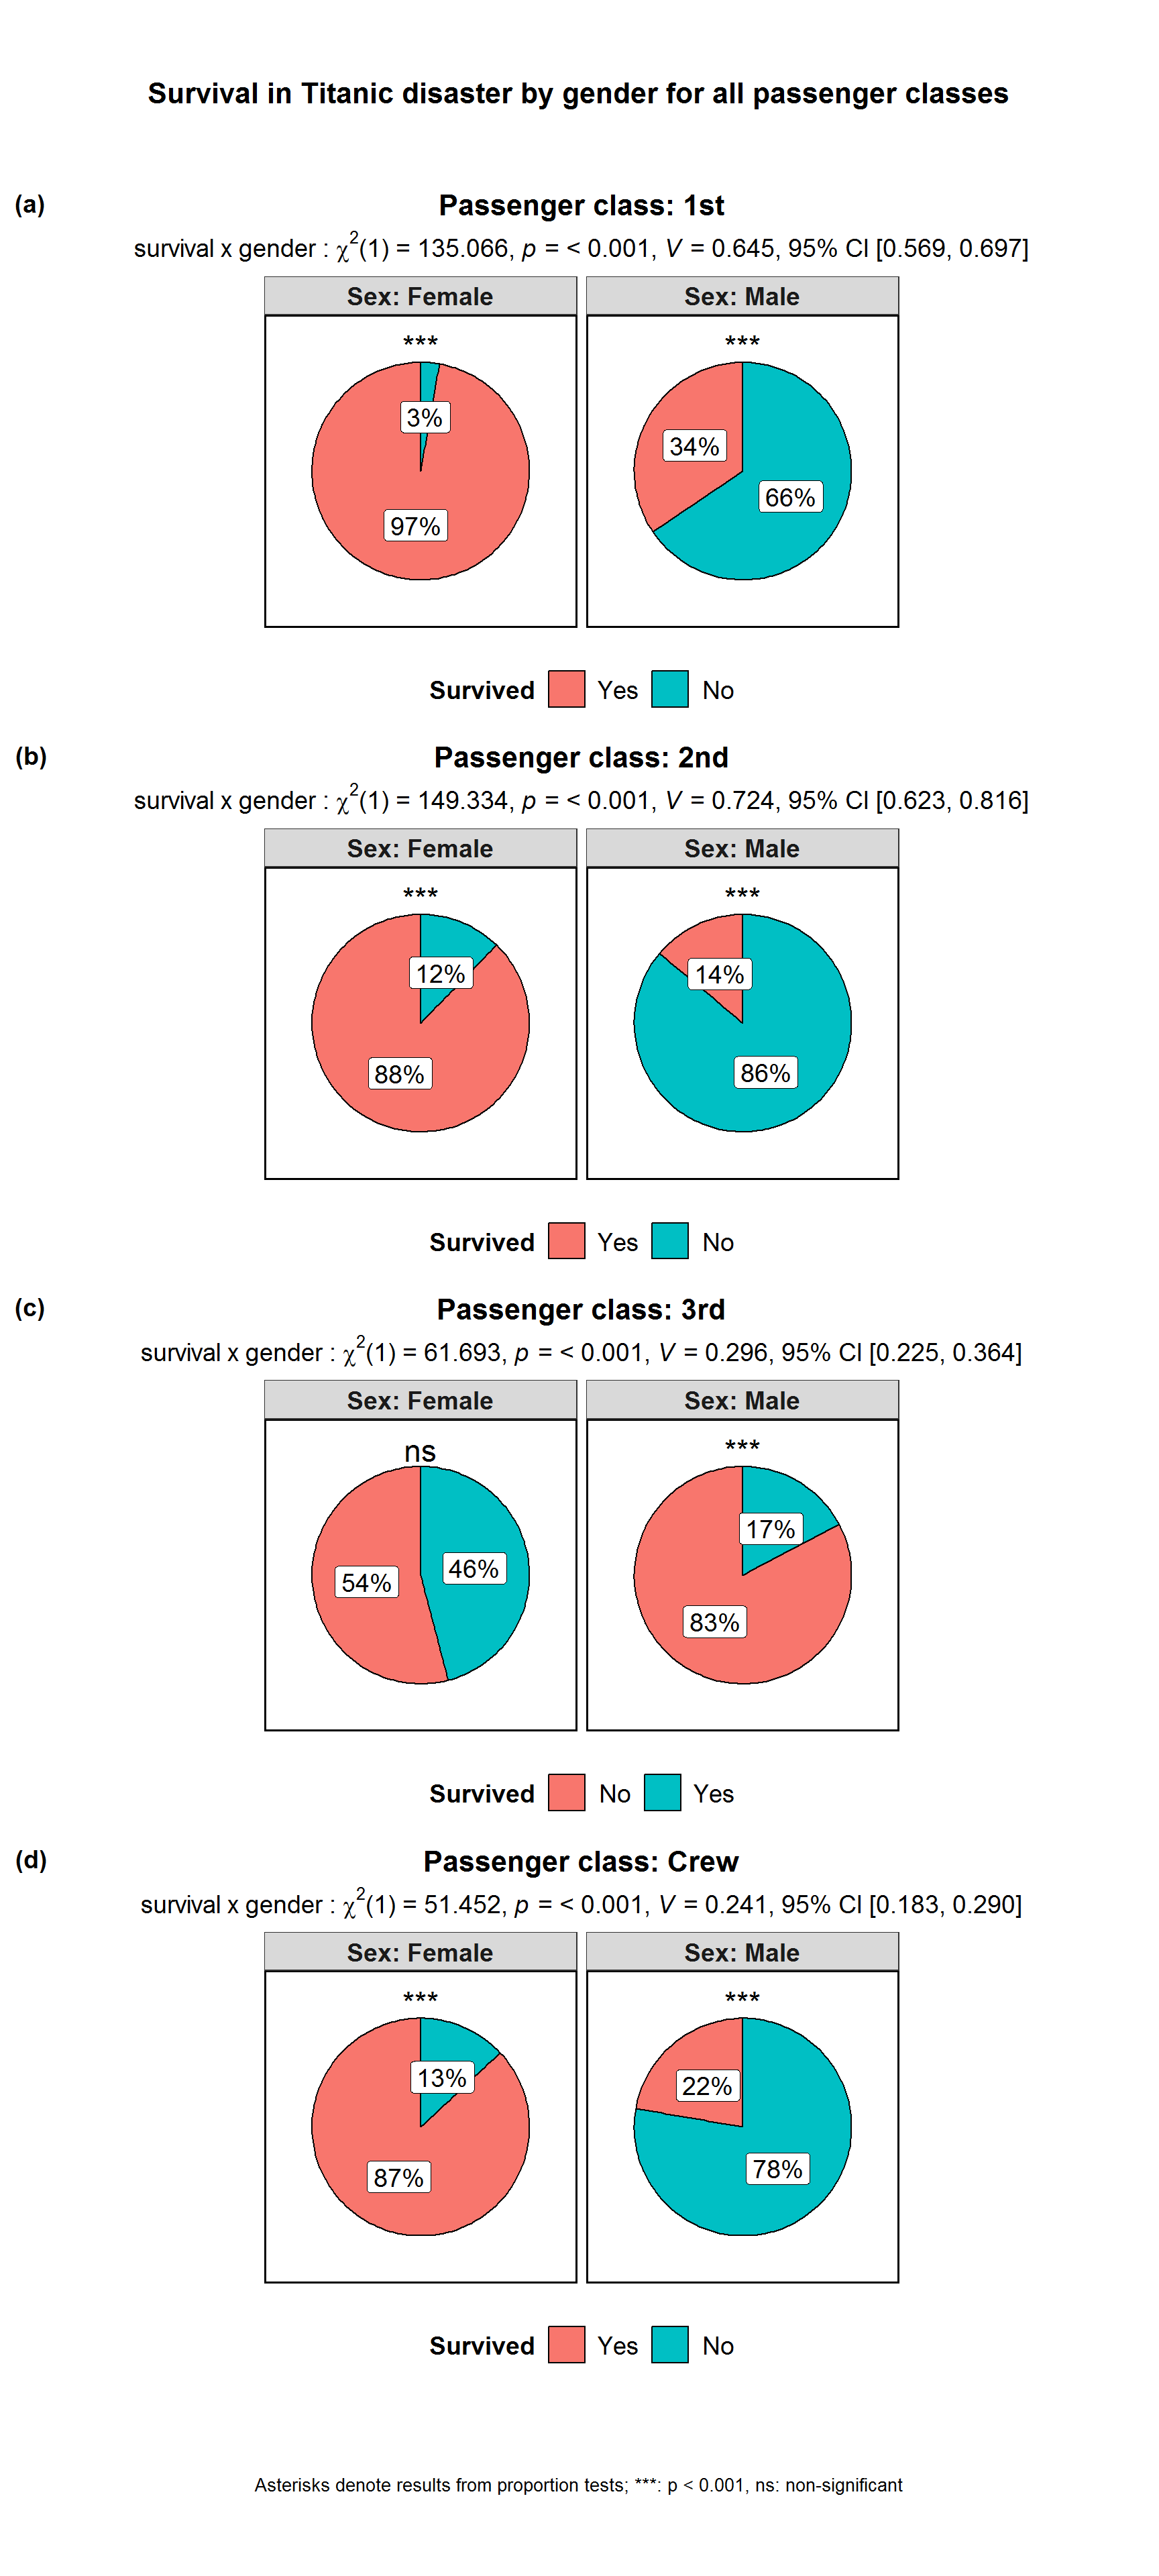 Survival in Titanic disaster by gender for all passenger classes
(a) Passenger class: 1st
survival x gender : χ²(1) = 135.066, p = < 0.001, V = 0.645, 95% CI [0.569, 0.697]
Sex: Female Sex: Male
*** ***
3%
34%
66%
97%
Survived Yes No
(b) Passenger class: 2nd
survival x gender : χ²(1) = 149.334, p = < 0.001, V = 0.724, 95% CI [0.623, 0.816]
Sex: Female Sex: Male
*** ***
12% 14%
88% 86%
Survived Yes No
(c) Passenger class: 3rd
survival x gender : χ²(1) = 61.693, p = < 0.001, V = 0.296, 95% CI [0.225, 0.364]
Sex: Female Sex: Male
ns ***
17%
54% 46%
83%
Survived No Yes
(d) Passenger class: Crew
survival x gender : χ²(1) = 51.452, p = < 0.001, V = 0.241, 95% CI [0.183, 0.290]
Sex: Female Sex: Male
*** ***
13% 22%
87% 78%
Survived Yes No
Asterisks denote results from proportion tests; ***: p < 0.001, ns: non-significant